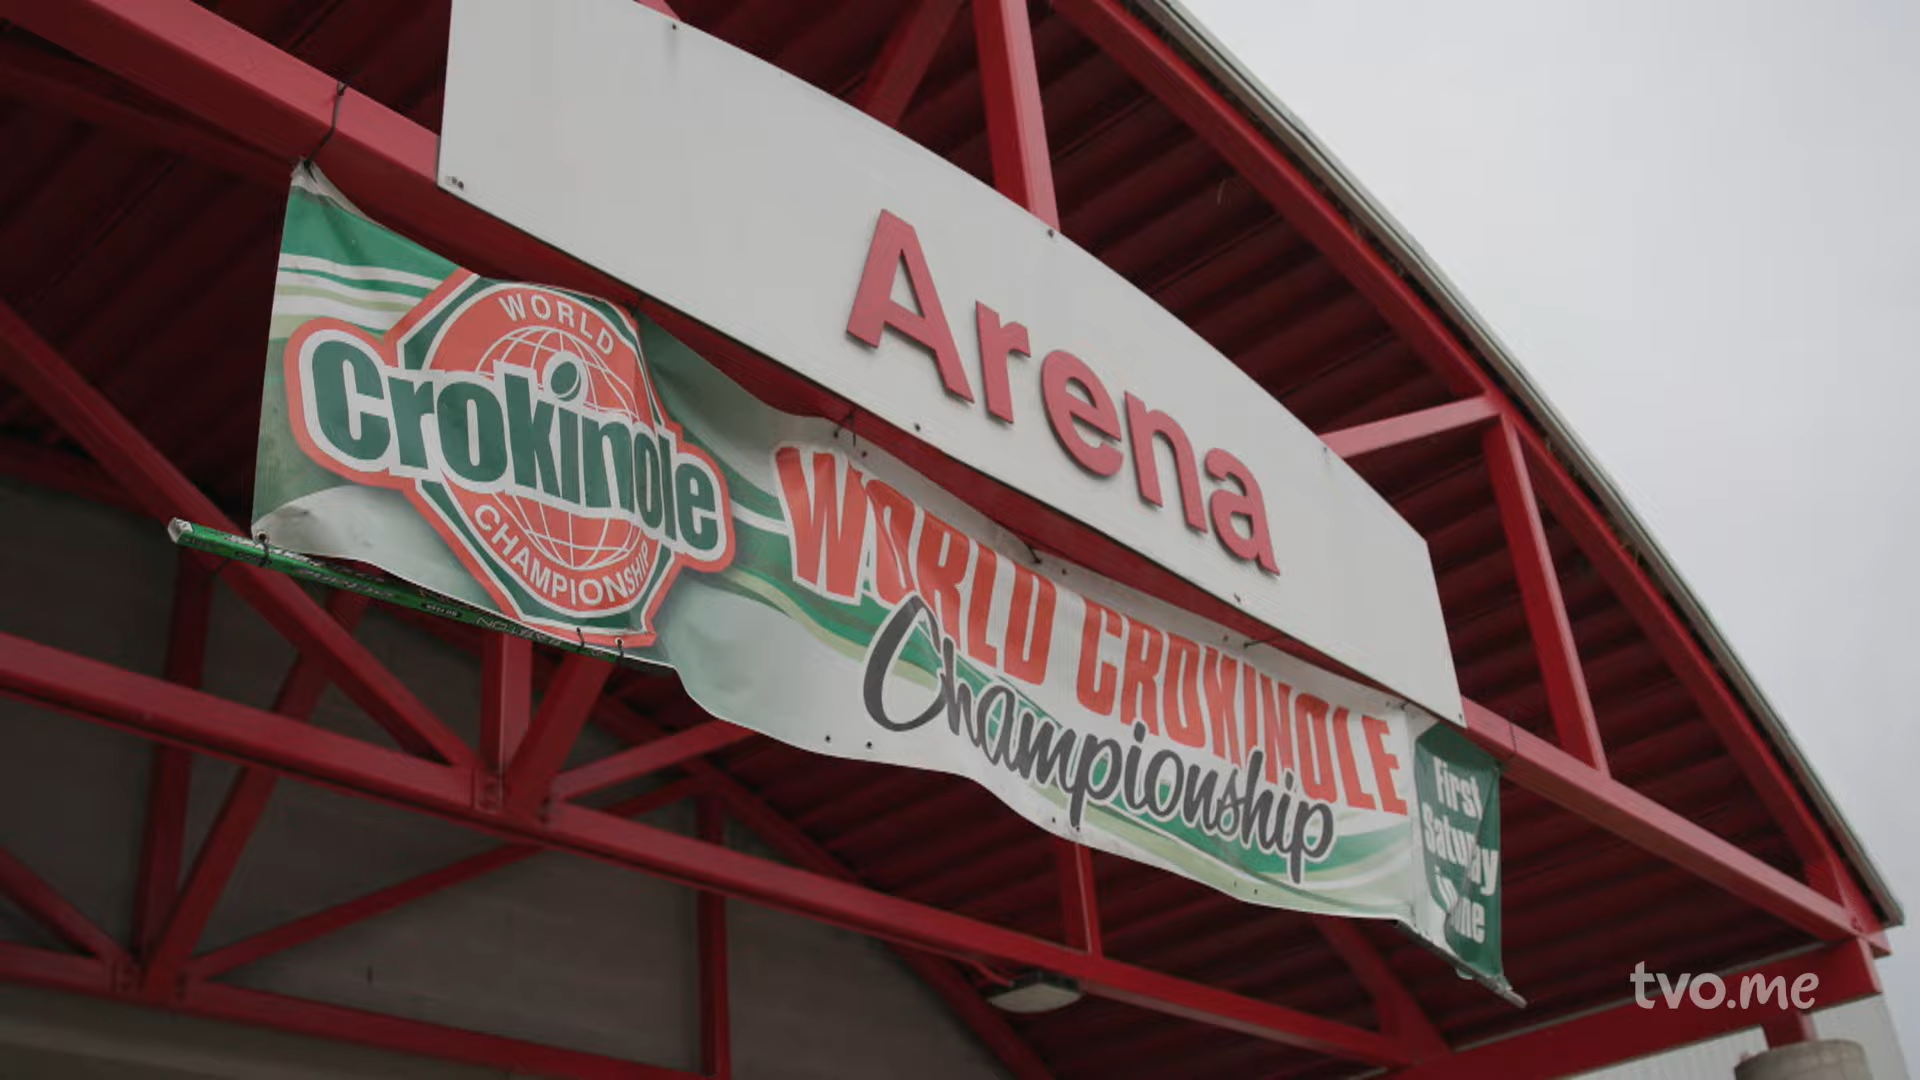 Arena
WORLD
Crokinole
CHAMPIONSHIP
WORLD CROKINOLE
Championship
First
Saturday
in June
tvo.me